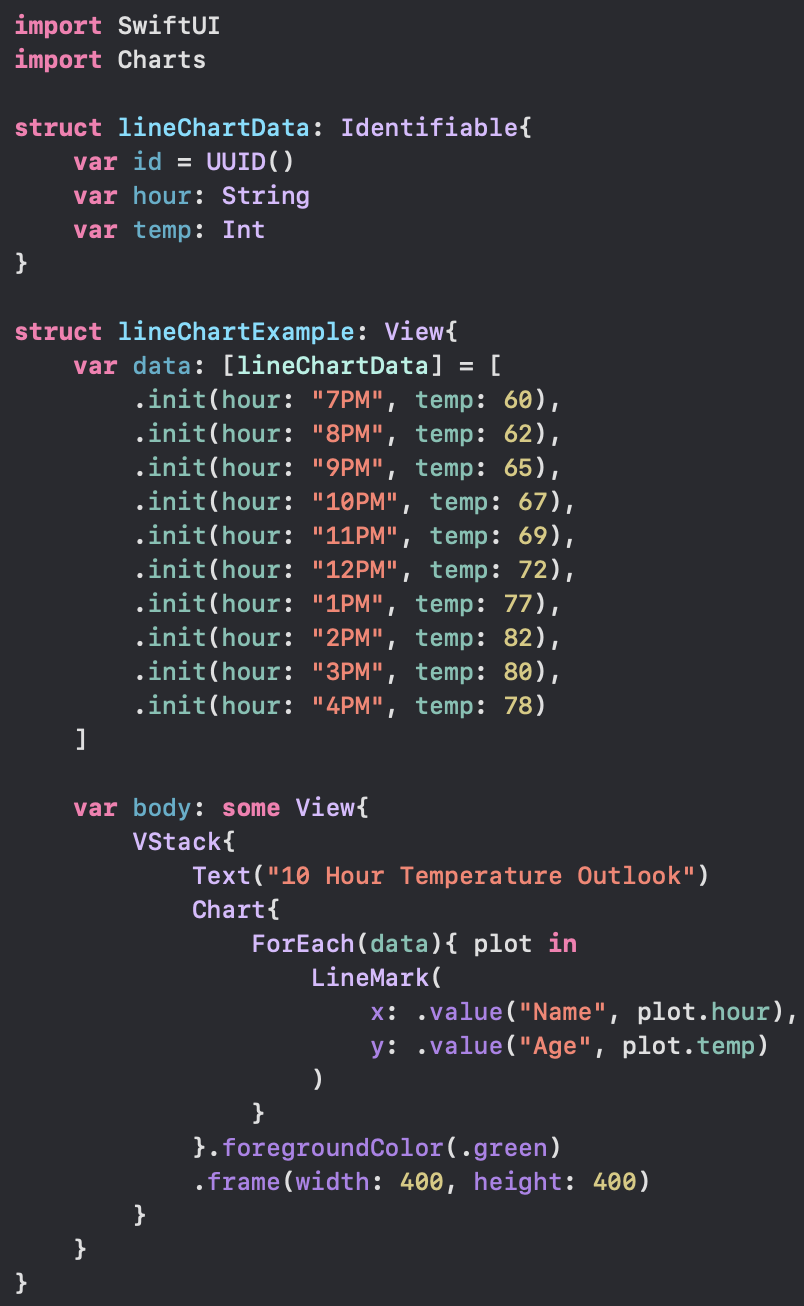 import SwiftUI
import Charts

struct lineChartData: Identifiable{
    var id = UUID()
    var hour: String
    var temp: Int
}

struct lineChartExample: View{
    var data: [lineChartData] = [
        .init(hour: "7PM", temp: 60),
        .init(hour: "8PM", temp: 62),
        .init(hour: "9PM", temp: 65),
        .init(hour: "10PM", temp: 67),
        .init(hour: "11PM", temp: 69),
        .init(hour: "12PM", temp: 72),
        .init(hour: "1PM", temp: 77),
        .init(hour: "2PM", temp: 82),
        .init(hour: "3PM", temp: 80),
        .init(hour: "4PM", temp: 78)
    ]

    var body: some View{
        VStack{
            Text("10 Hour Temperature Outlook")
            Chart{
                ForEach(data){ plot in
                    LineMark(
                        x: .value("Name", plot.hour),
                        y: .value("Age", plot.temp)
                    )
                }
            }.foregroundColor(.green)
            .frame(width: 400, height: 400)
        }
    }
}